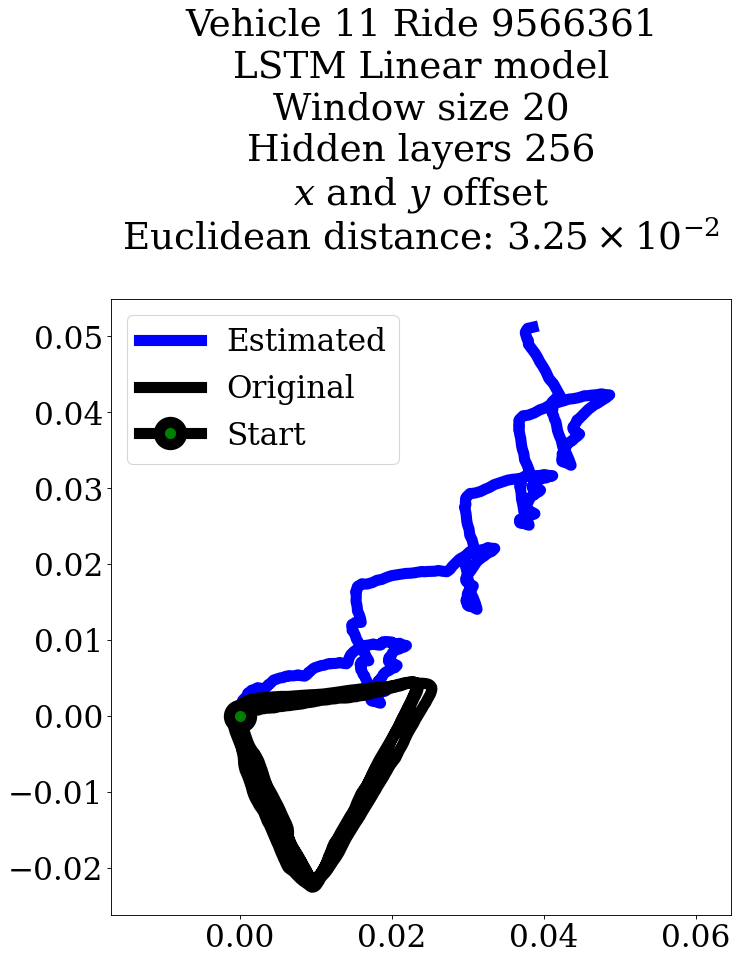 Vehicle 11 Ride 9566361
LSTM Linear model
Window size 20
Hidden layers 256
x and y offset
Euclidean distance: 3.25 × 10⁻²
Estimated
Original
Start
0.05
0.04
0.03
0.02
0.01
0.00
−0.01
−0.02
0.00 0.02 0.04 0.06